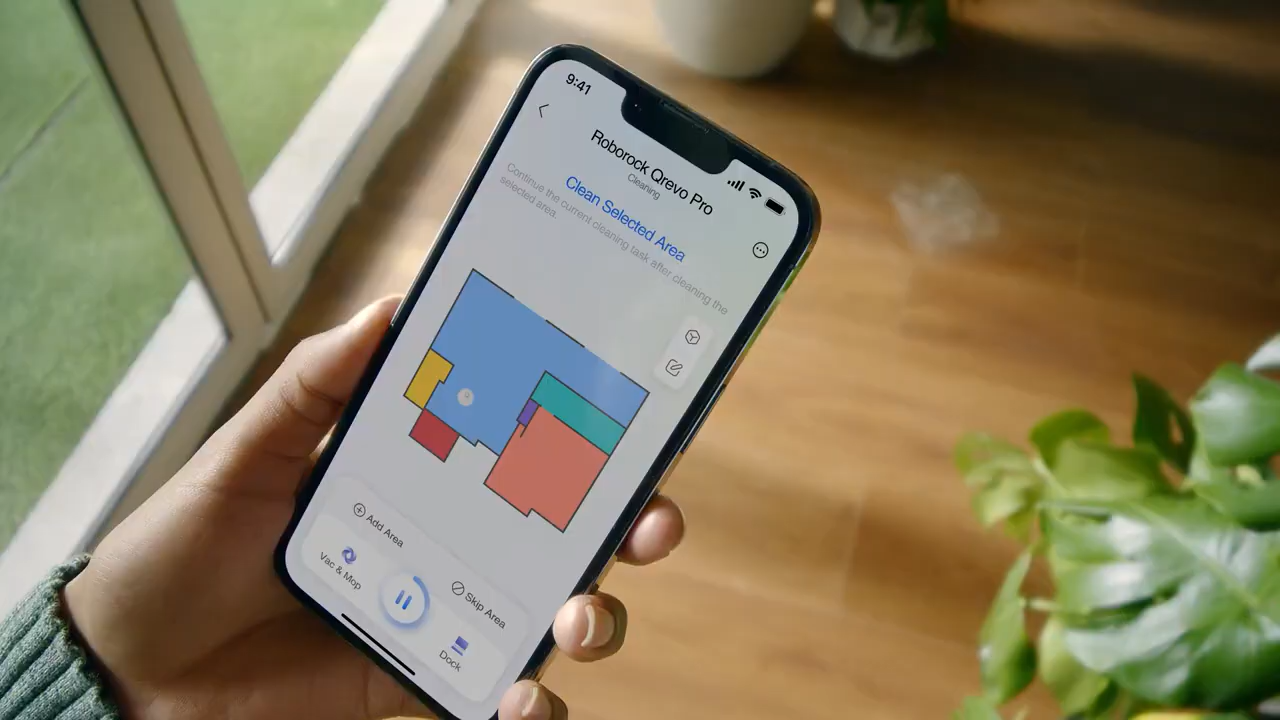 9:41
Roborock Qrevo Pro
Cleaning
Clean Selected Area
Continue the current cleaning task after cleaning the
selected area.
Add Area
Skip Area
Vac & Mop
Dock